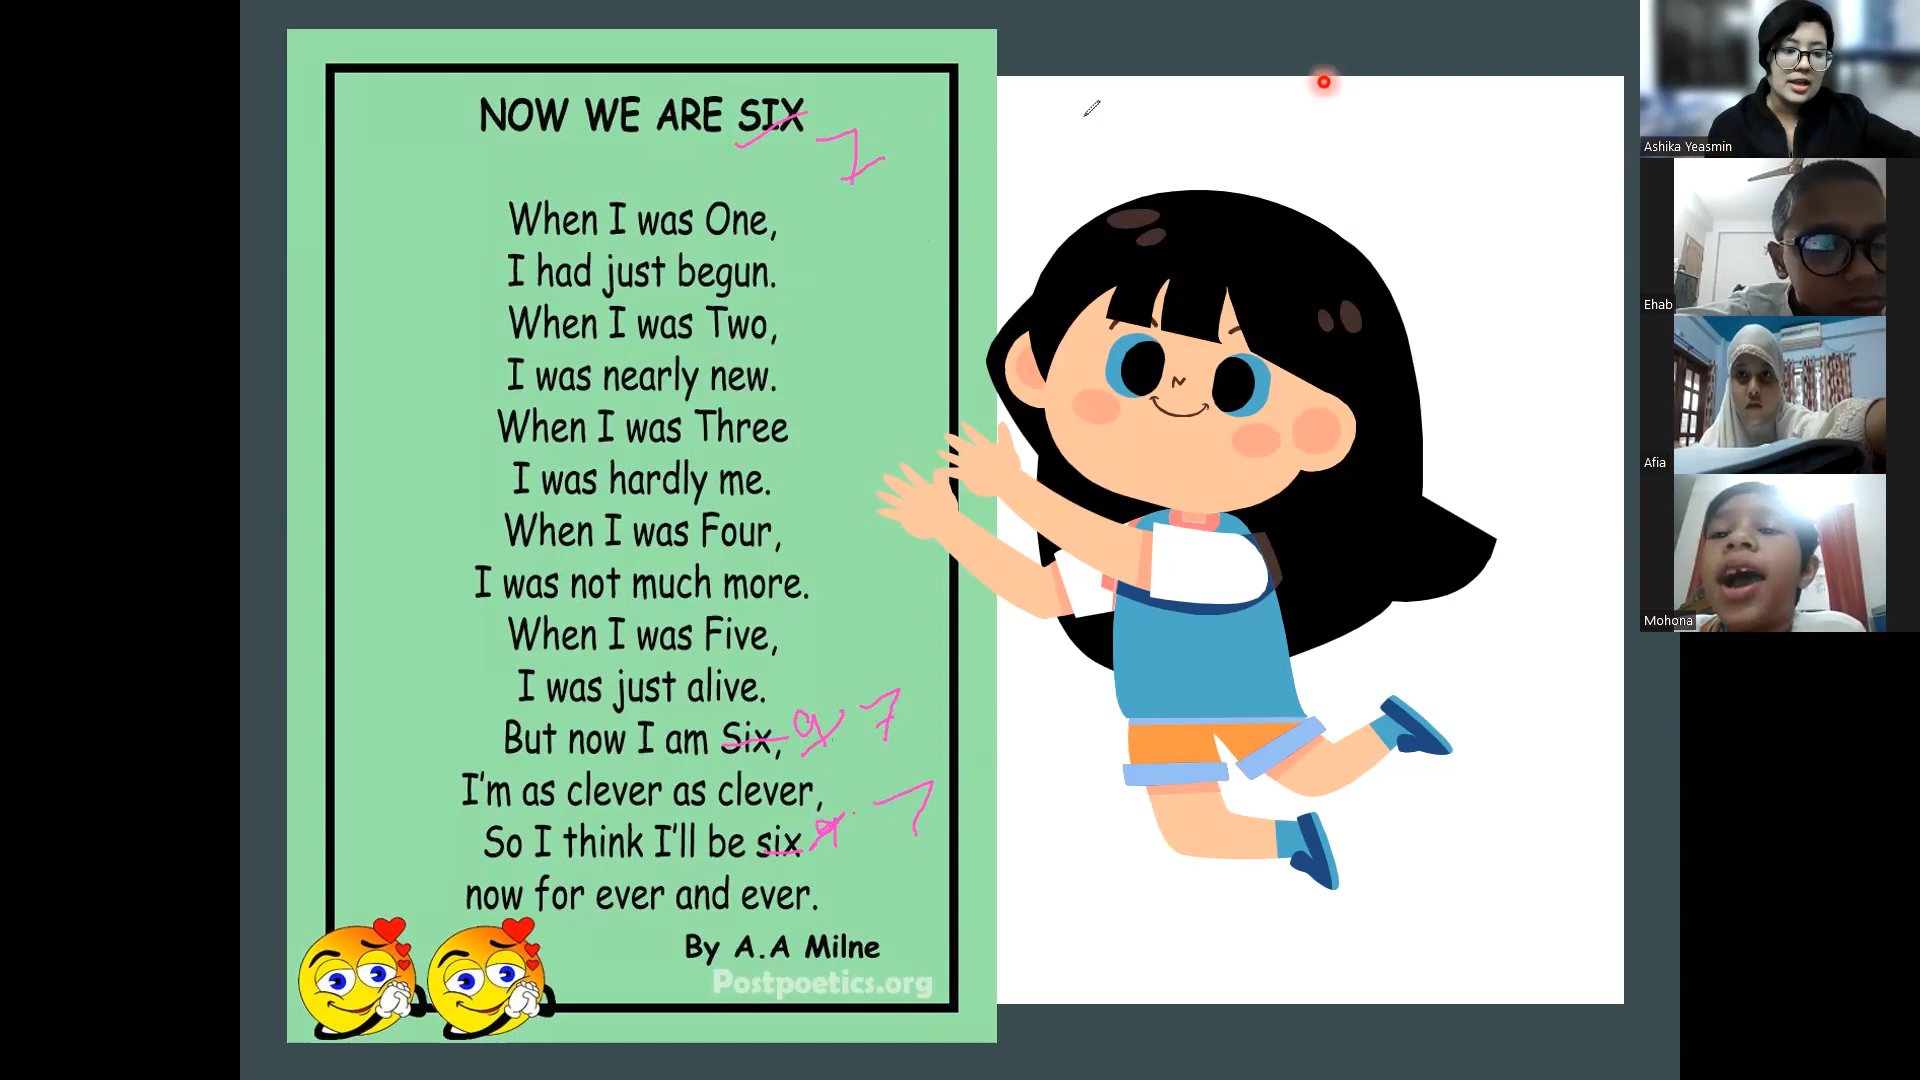 NOW WE ARE SIX 7
When I was One,
I had just begun.
When I was Two,
I was nearly new.
When I was Three
I was hardly me.
When I was Four,
I was not much more.
When I was Five,
I was just alive.
But now I am Six, 9 7
I'm as clever as clever,
So I think I'll be six 9 7
now for ever and ever.
By A.A Milne
Postpoetics.org
Ashika Yeasmin
Ehab
Afia
Mohona